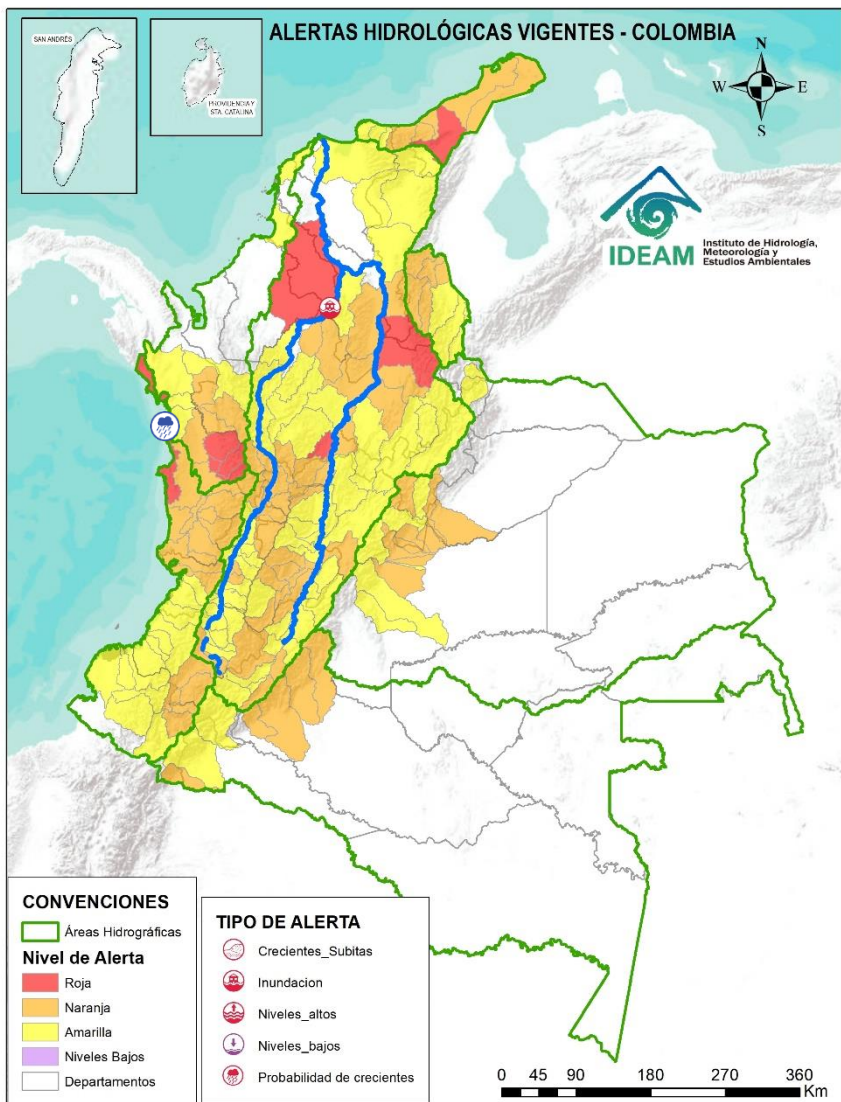 ALERTAS HIDROLÓGICAS VIGENTES - COLOMBIA
SAN ANDRÉS
PROVIDENCIA Y
STA. CATALINA
N
W
E
S
IDEAM
Instituto de Hidrología,
Meteorología y
Estudios Ambientales
CONVENCIONES
Áreas Hidrográficas
Nivel de Alerta
Roja
Naranja
Amarilla
Niveles Bajos
Departamentos
TIPO DE ALERTA
Crecientes_Subitas
Inundacion
Niveles_altos
Niveles_bajos
Probabilidad de crecientes
0 45 90 180 270 360
Km